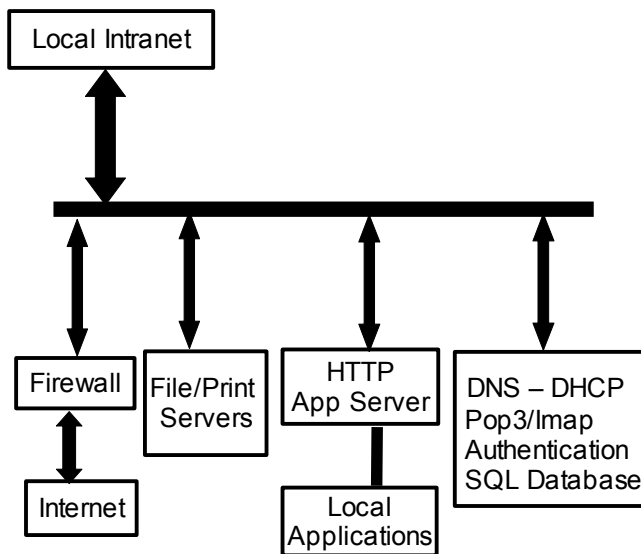 Local Intranet
Firewall
File/Print
Servers
HTTP
App Server
DNS – DHCP
Pop3/Imap
Authentication
SQL Database
Internet
Local
Applications